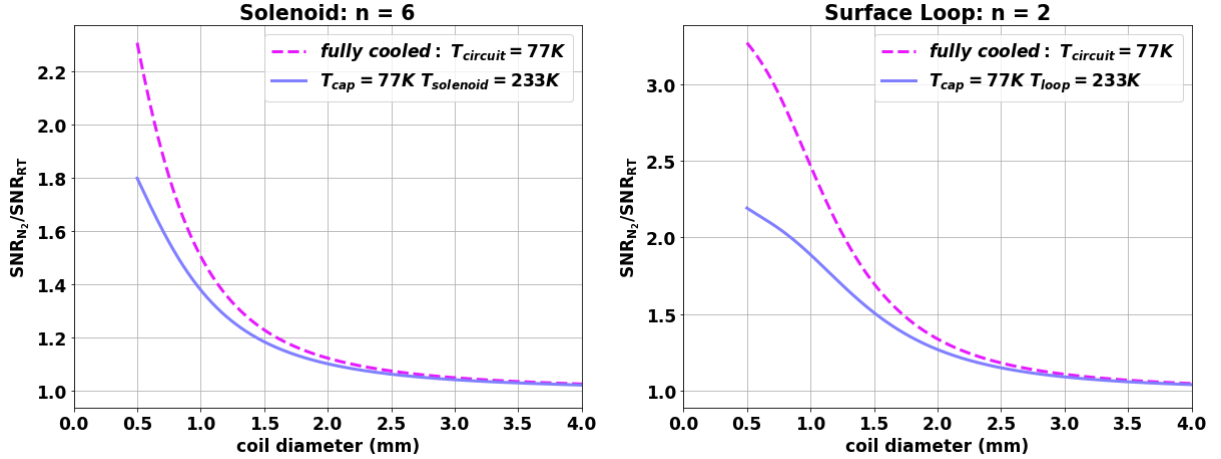 Solenoid: n = 6
fully cooled : T_circuit = 77K
T_cap = 77K T_solenoid = 233K
SNR_N2/SNR_RT
2.2
2.0
1.8
1.6
1.4
1.2
1.0
0.0 0.5 1.0 1.5 2.0 2.5 3.0 3.5 4.0
coil diameter (mm)
Surface Loop: n = 2
fully cooled : T_circuit = 77K
T_cap = 77K T_loop = 233K
SNR_N2/SNR_RT
3.0
2.5
2.0
1.5
1.0
0.0 0.5 1.0 1.5 2.0 2.5 3.0 3.5 4.0
coil diameter (mm)